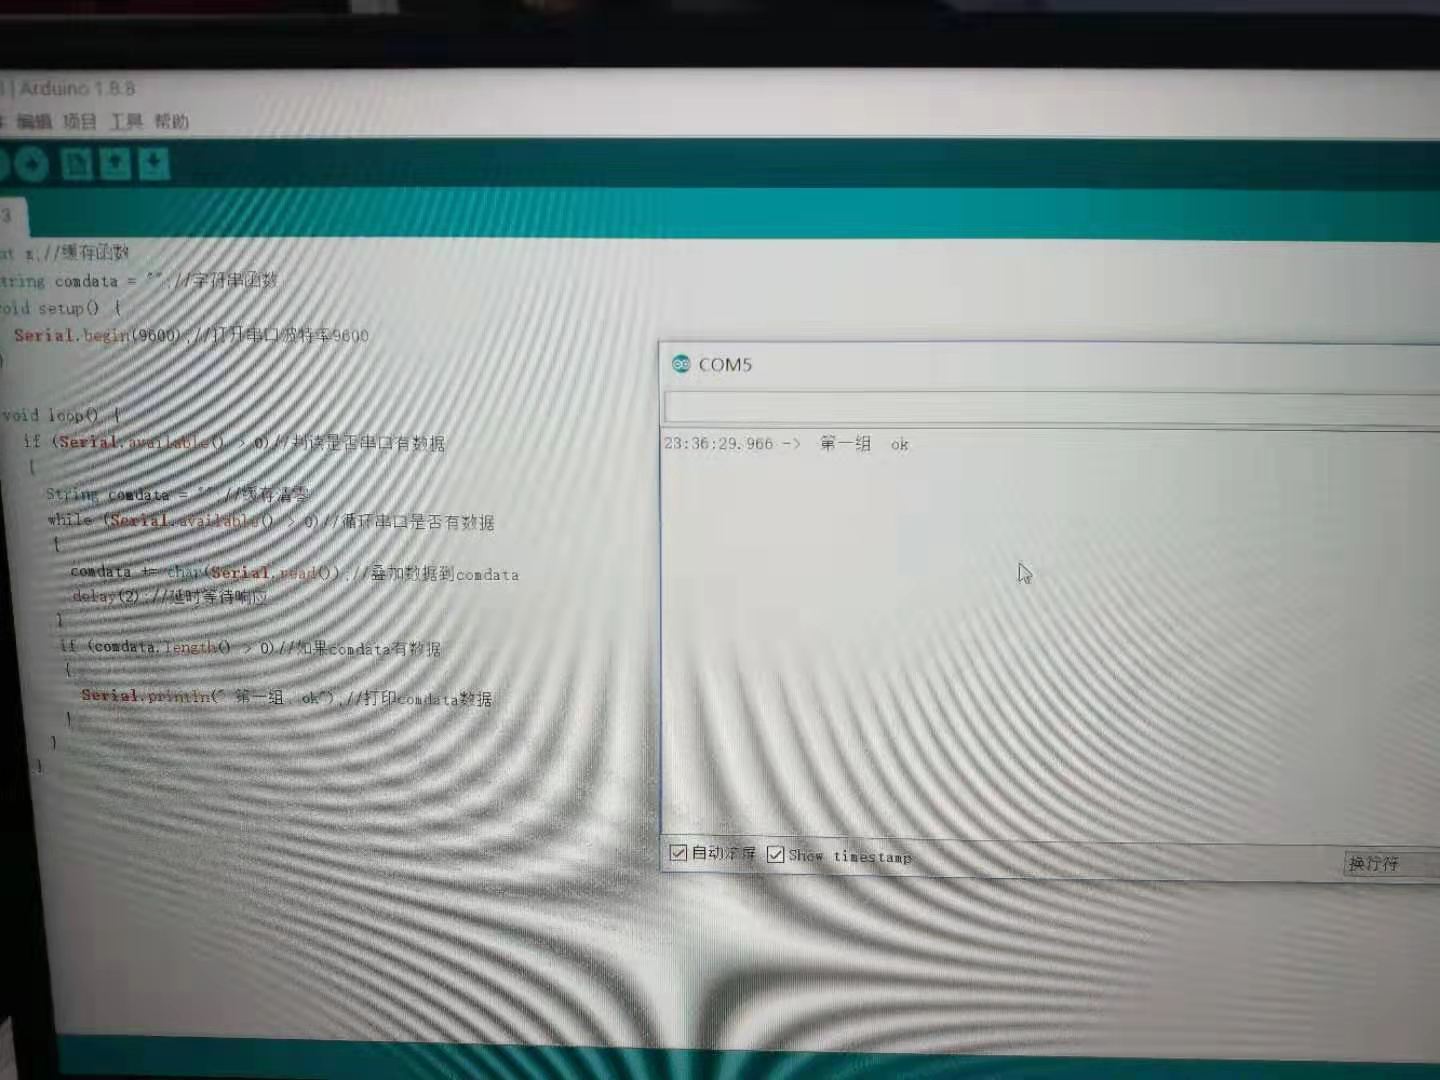 | Arduino 1.8.8
编辑 项目 工具 帮助
3
//缓存函数
String comdata = "";//字符串函数
void setup() {
Serial.begin(9600);//打开串口波特率9600
}
void loop() {
if (Serial.available() > 0)//判读是否串口有数据
{
String comdata = "";//缓存清零
while (Serial.available() > 0)//循环串口是否有数据
{
comdata += char(Serial.read());//叠加数据到comdata
delay(2);//延时等待响应
}
if (comdata.length() > 0)//如果comdata有数据
{
Serial.println(" 第一组  ok");//打印comdata数据
}
}
}
COM5
23:36:29.966 ->  第一组  ok
自动滚屏 Show timestamp
换行符